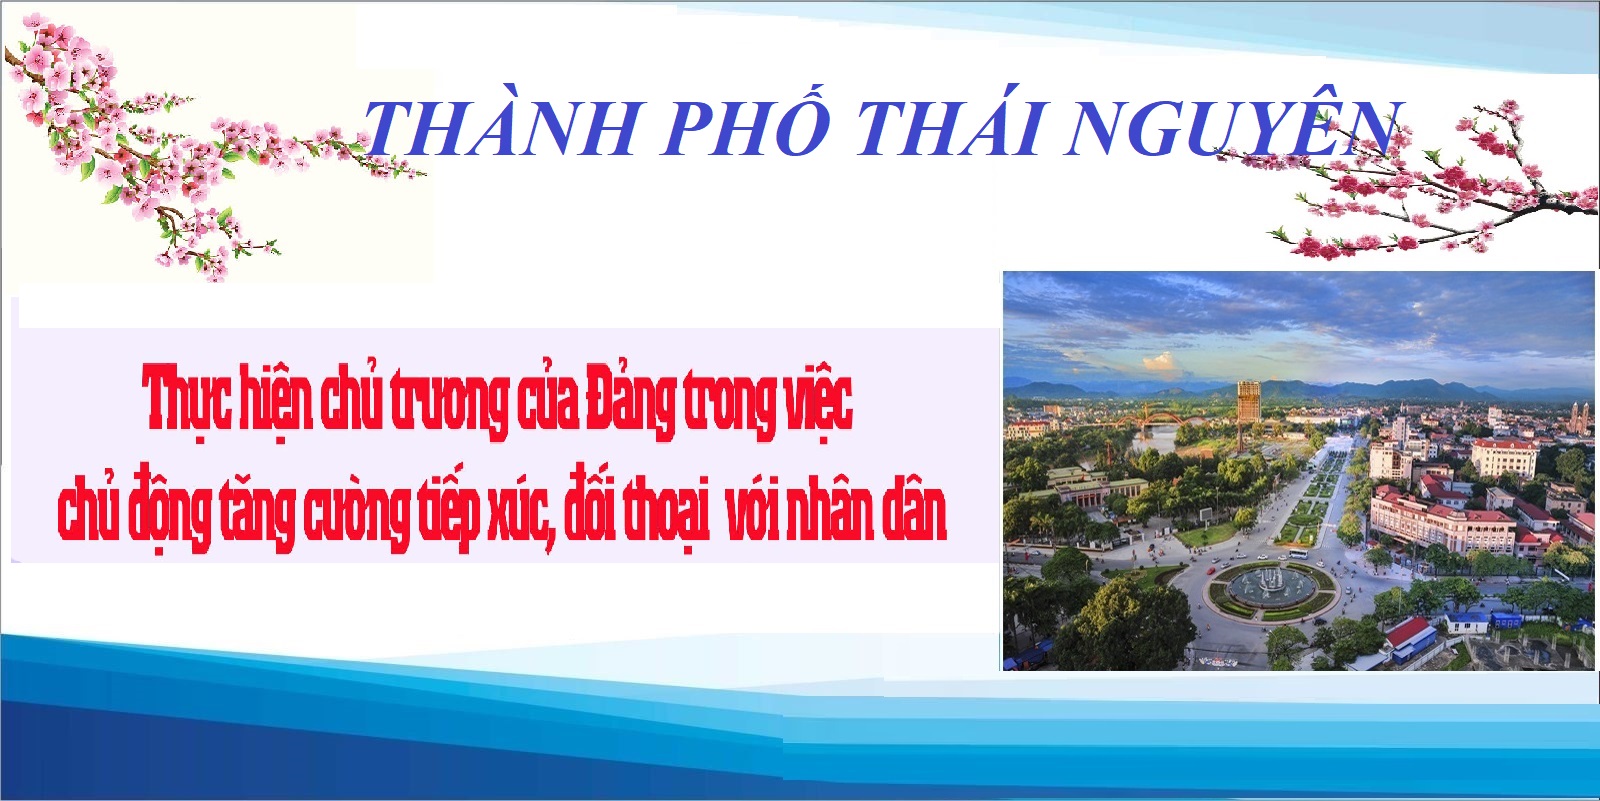 THÀNH PHỐ THÁI NGUYÊN
Thực hiện chủ trương của Đảng trong việc
chủ động tăng cường tiếp xúc, đối thoại với nhân dân